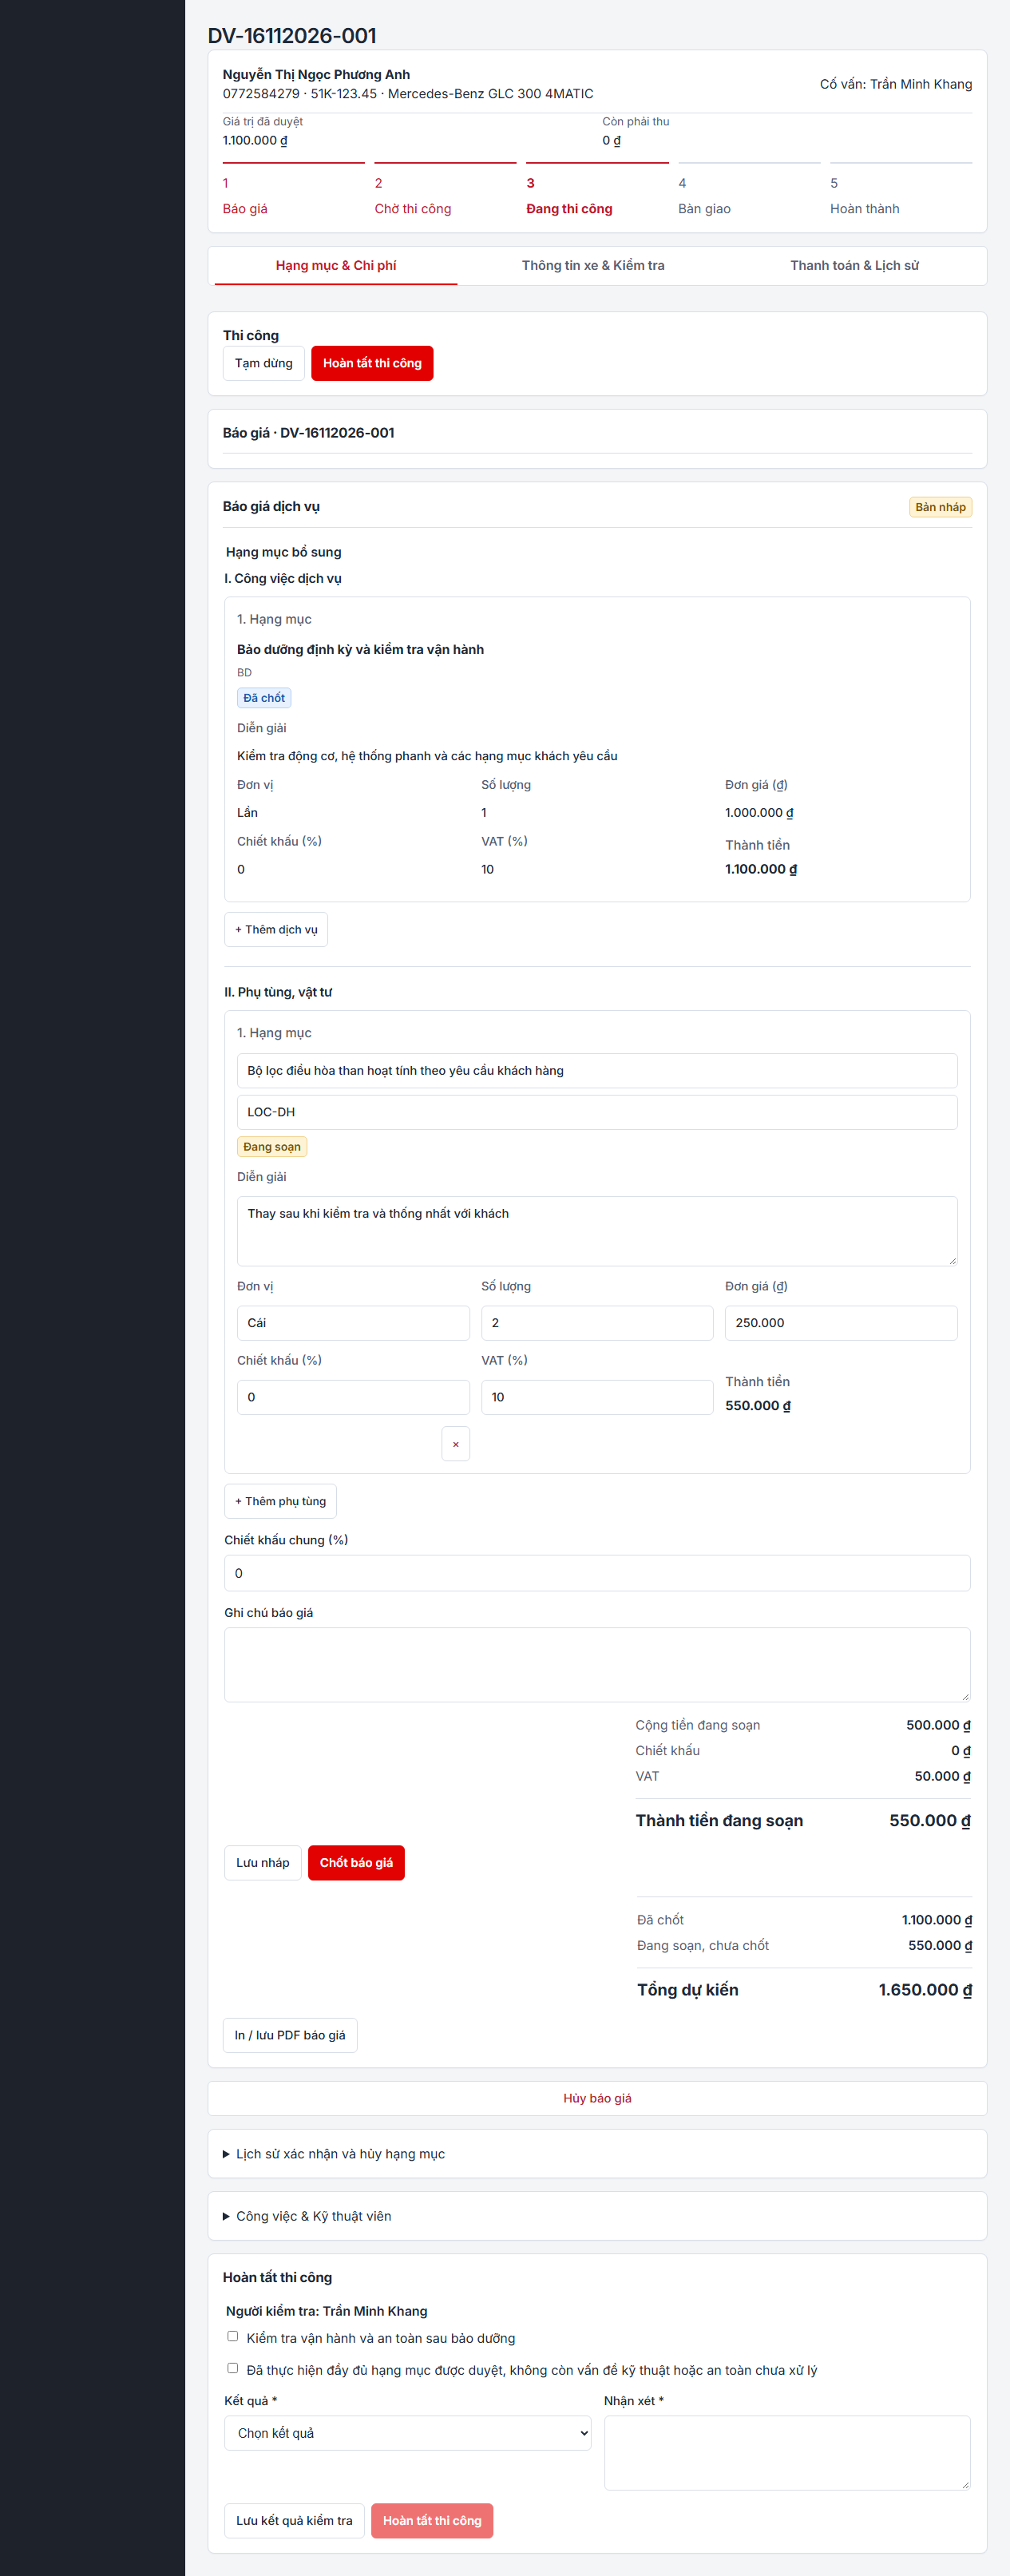 DV-16112026-001
Nguyễn Thị Ngọc Phương Anh
0772584279 · 51K-123.45 · Mercedes-Benz GLC 300 4MATIC
Cố vấn: Trần Minh Khang
Giá trị đã duyệt
1.100.000 ₫
Còn phải thu
0 ₫
1
Báo giá
2
Chờ thi công
3
Đang thi công
4
Bàn giao
5
Hoàn thành
Hạng mục & Chi phí
Thông tin xe & Kiểm tra
Thanh toán & Lịch sử
Thi công
Tạm dừng
Hoàn tất thi công
Báo giá · DV-16112026-001
Báo giá dịch vụ
Bản nháp
Hạng mục bổ sung
I. Công việc dịch vụ
1. Hạng mục
Bảo dưỡng định kỳ và kiểm tra vận hành
BD
Đã chốt
Diễn giải
Kiểm tra động cơ, hệ thống phanh và các hạng mục khách yêu cầu
Đơn vị Số lượng Đơn giá (₫)
Lần 1 1.000.000 ₫
Chiết khấu (%) VAT (%) Thành tiền
0 10 1.100.000 ₫
+ Thêm dịch vụ
II. Phụ tùng, vật tư
1. Hạng mục
Bộ lọc điều hòa than hoạt tính theo yêu cầu khách hàng
LOC-DH
Đang soạn
Diễn giải
Thay sau khi kiểm tra và thống nhất với khách
Đơn vị Số lượng Đơn giá (₫)
Cái 2 250.000
Chiết khấu (%) VAT (%) Thành tiền
0 10 550.000 ₫
×
+ Thêm phụ tùng
Chiết khấu chung (%)
0
Ghi chú báo giá
Cộng tiền đang soạn 500.000 ₫
Chiết khấu 0 ₫
VAT 50.000 ₫
Thành tiền đang soạn 550.000 ₫
Lưu nháp
Chốt báo giá
Đã chốt 1.100.000 ₫
Đang soạn, chưa chốt 550.000 ₫
Tổng dự kiến 1.650.000 ₫
In / lưu PDF báo giá
Hủy báo giá
Lịch sử xác nhận và hủy hạng mục
Công việc & Kỹ thuật viên
Hoàn tất thi công
Người kiểm tra: Trần Minh Khang
Kiểm tra vận hành và an toàn sau bảo dưỡng
Đã thực hiện đầy đủ hạng mục được duyệt, không còn vấn đề kỹ thuật hoặc an toàn chưa xử lý
Kết quả * Nhận xét *
Chọn kết quả
Lưu kết quả kiểm tra
Hoàn tất thi công